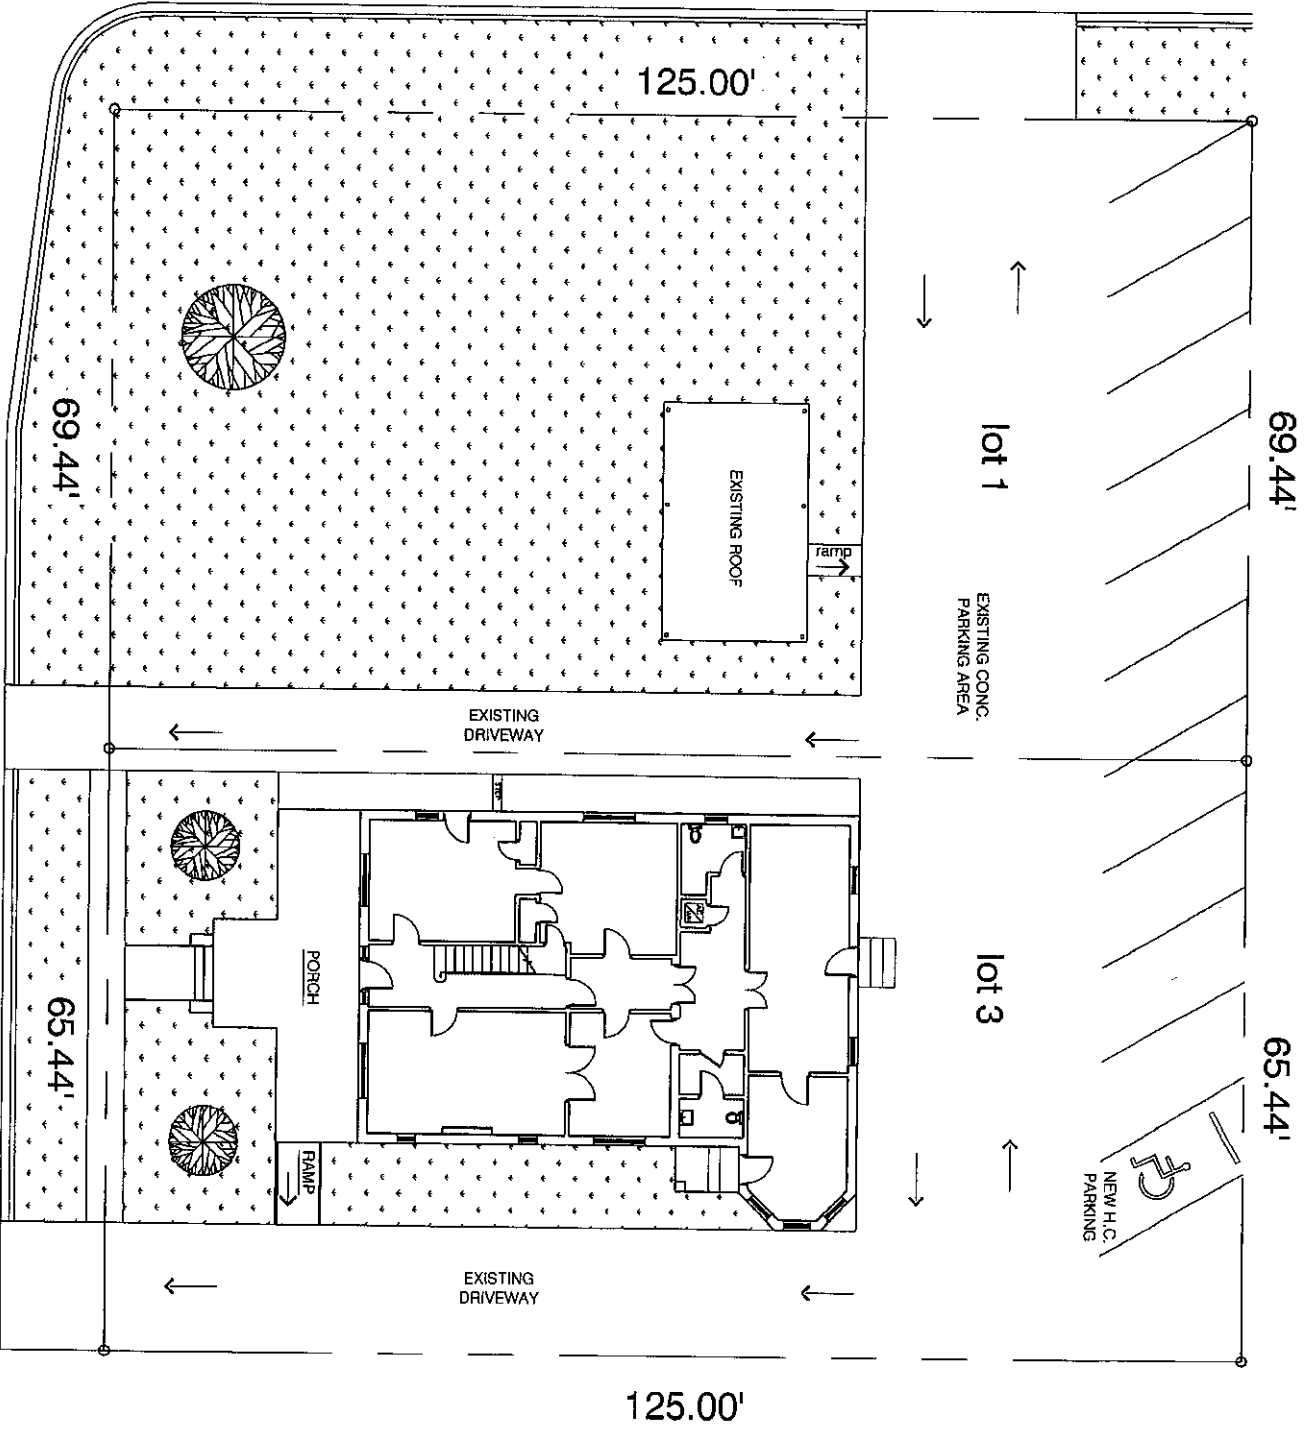 125.00'
69.44'
lot 1
EXISTING ROOF
ramp
69.44'
EXISTING CONC.
PARKING AREA
EXISTING
DRIVEWAY
STEP
lot 3
65.44'
PORCH
65.44'
NEW H.C.
PARKING
RAMP
EXISTING
DRIVEWAY
125.00'